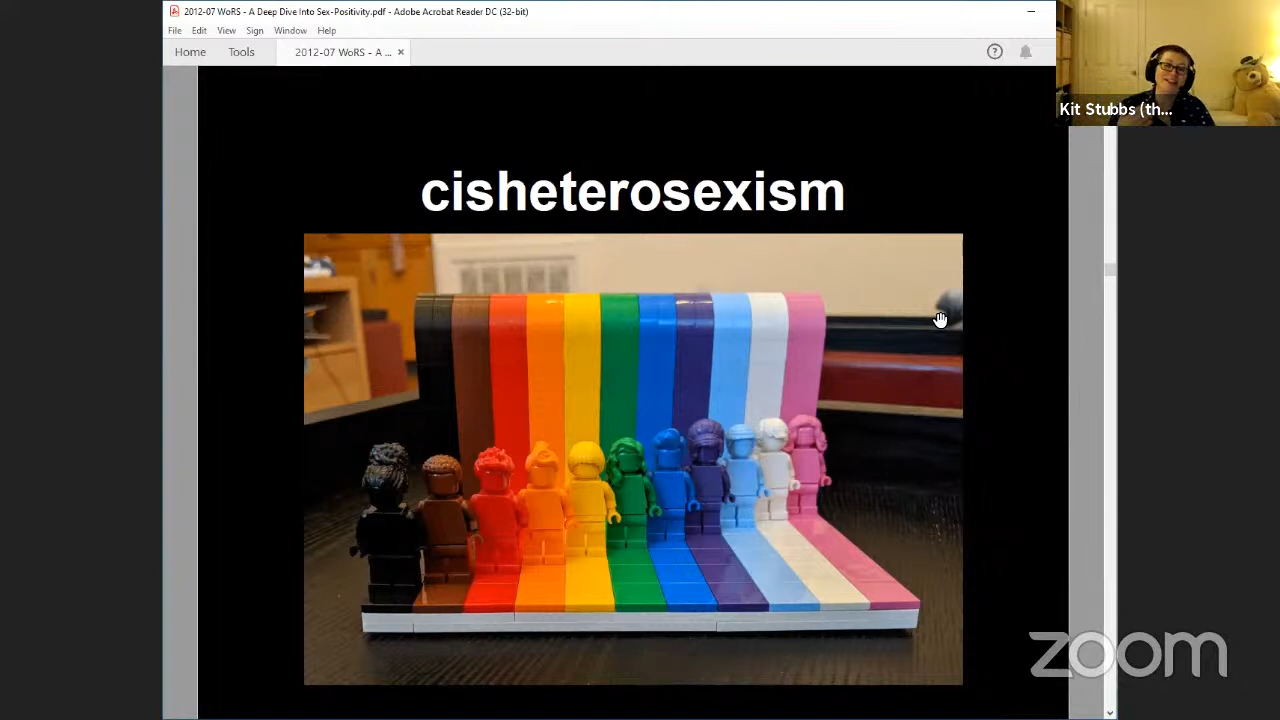 2012-07 WoRS - A Deep Dive Into Sex-Positivity.pdf - Adobe Acrobat Reader DC (32-bit)
File Edit View Sign Window Help
Home Tools 2012-07 WoRS - A ... ×
Kit Stubbs (th...
cisheterosexism
zoom